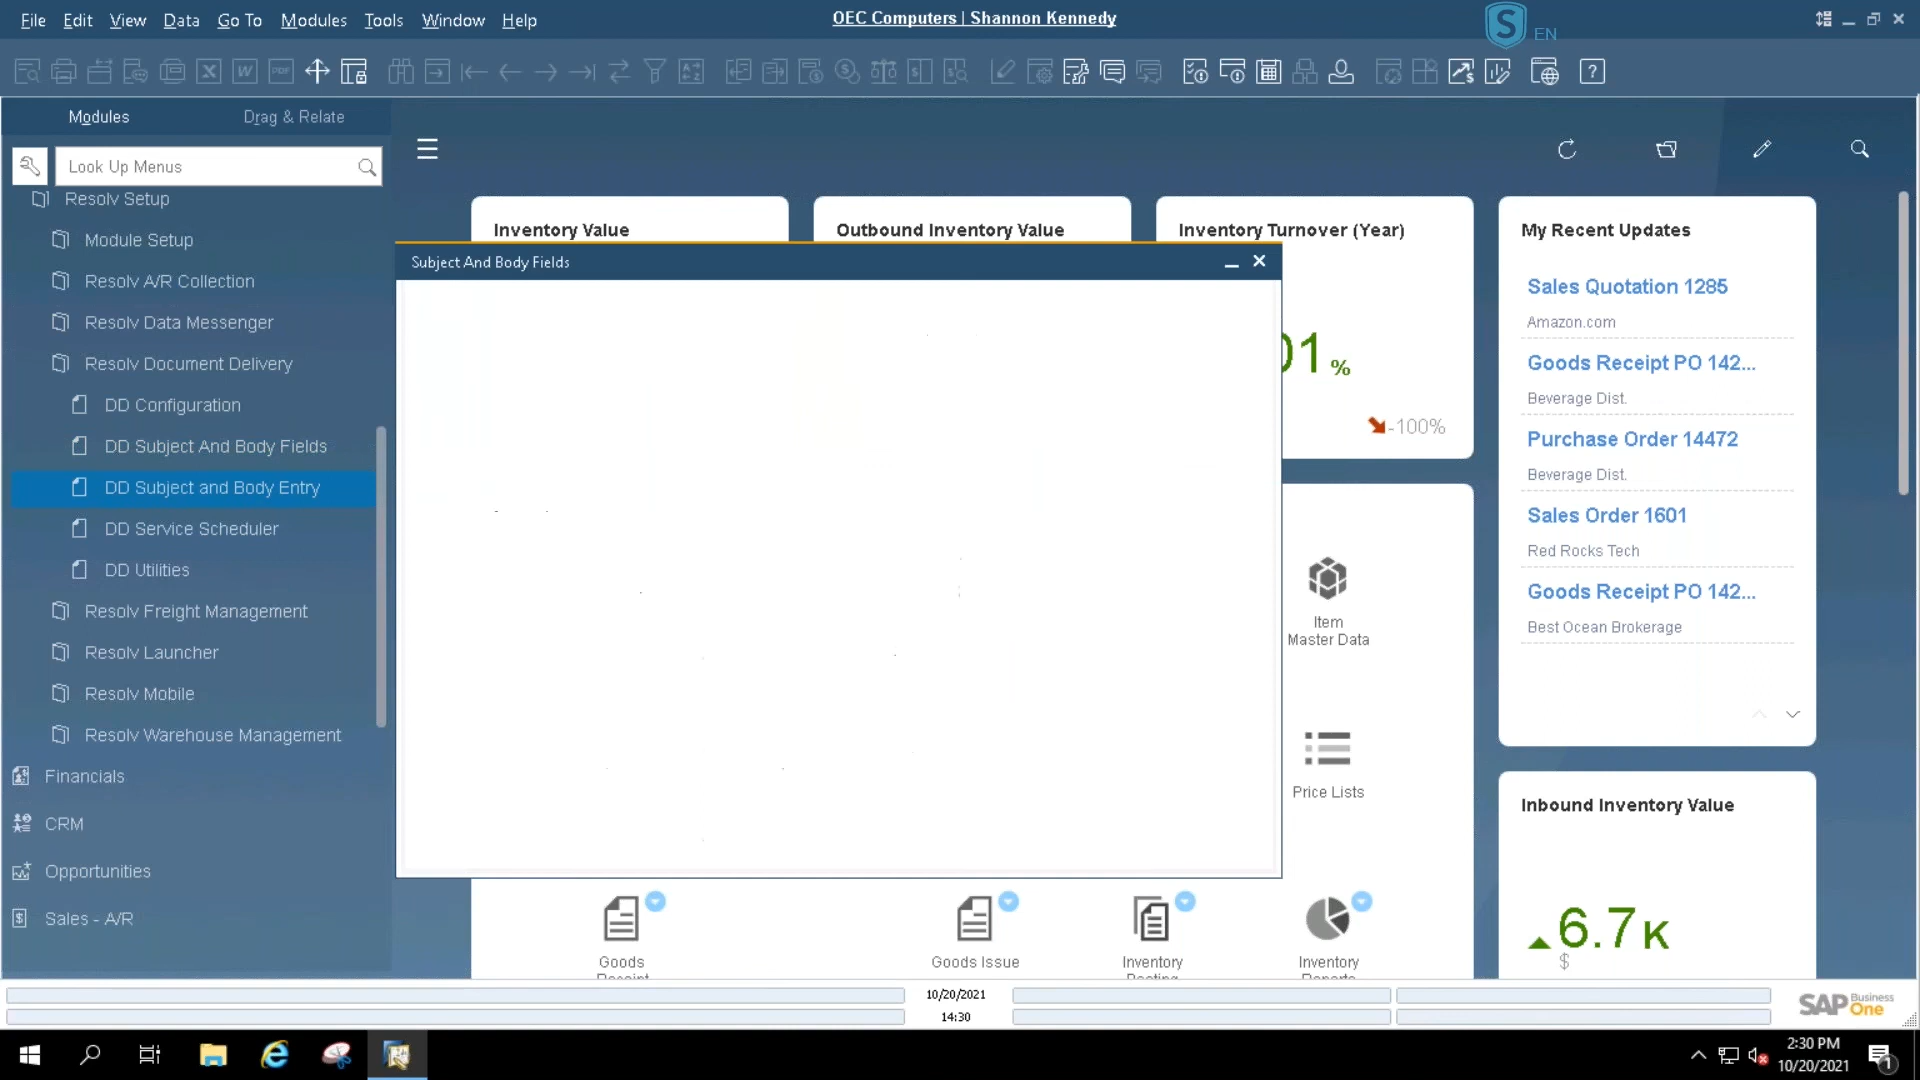 File Edit View Data Go To Modules Tools Window Help
OEC Computers | Shannon Kennedy
S EN
Modules
Drag & Relate
Look Up Menus
Resolv Setup
Module Setup
Resolv A/R Collection
Resolv Data Messenger
Resolv Document Delivery
DD Configuration
DD Subject And Body Fields
DD Subject and Body Entry
DD Service Scheduler
DD Utilities
Resolv Freight Management
Resolv Launcher
Resolv Mobile
Resolv Warehouse Management
Financials
CRM
Opportunities
Sales - A/R
Inventory Value
Outbound Inventory Value
Inventory Turnover (Year)
Subject And Body Fields
01 %
-100%
Item
Master Data
Price Lists
Goods
Receipt
Goods Issue
Inventory
Posting
Inventory
Reports
My Recent Updates
Sales Quotation 1285
Amazon.com
Goods Receipt PO 142...
Beverage Dist.
Purchase Order 14472
Beverage Dist.
Sales Order 1601
Red Rocks Tech
Goods Receipt PO 142...
Best Ocean Brokerage
Inbound Inventory Value
6.7 K
$
10/20/2021
14:30
SAP Business One
2:30 PM
10/20/2021
1